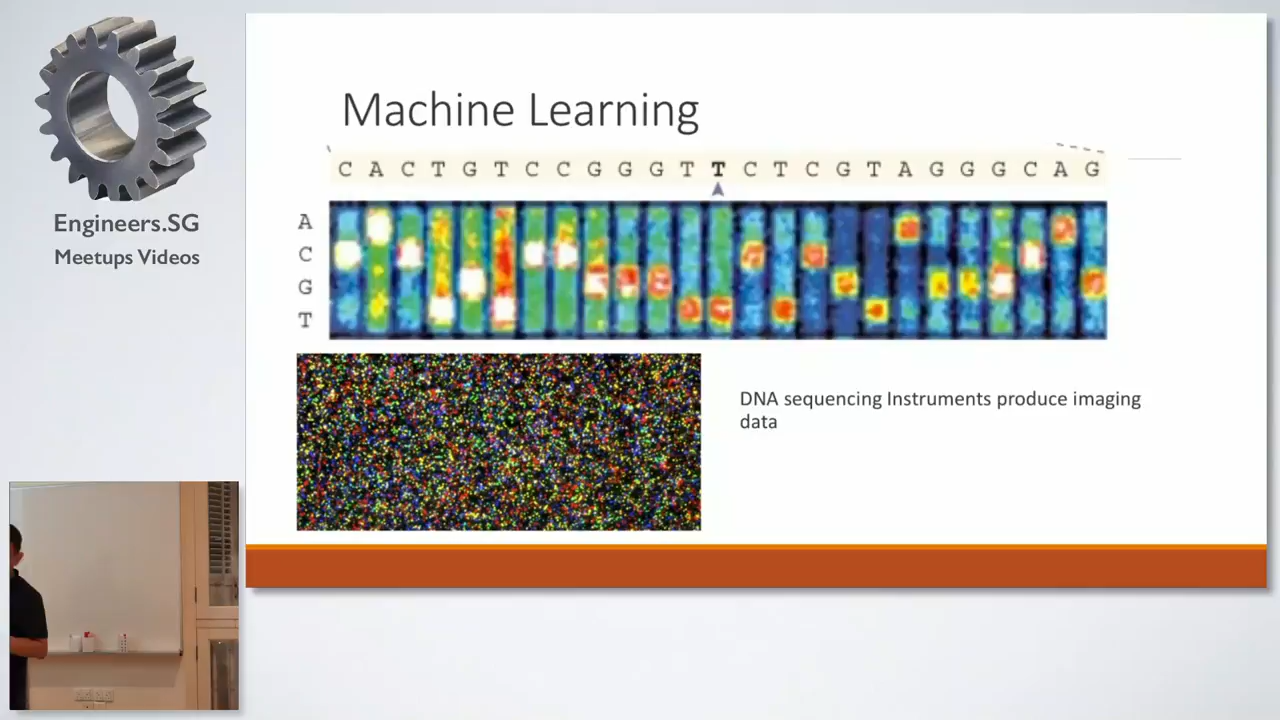 Engineers.SG
Meetups Videos
Machine Learning
C A C T G T C C G G G T T C T C G T A G G G C A G
A
C
G
T
DNA sequencing Instruments produce imaging
data